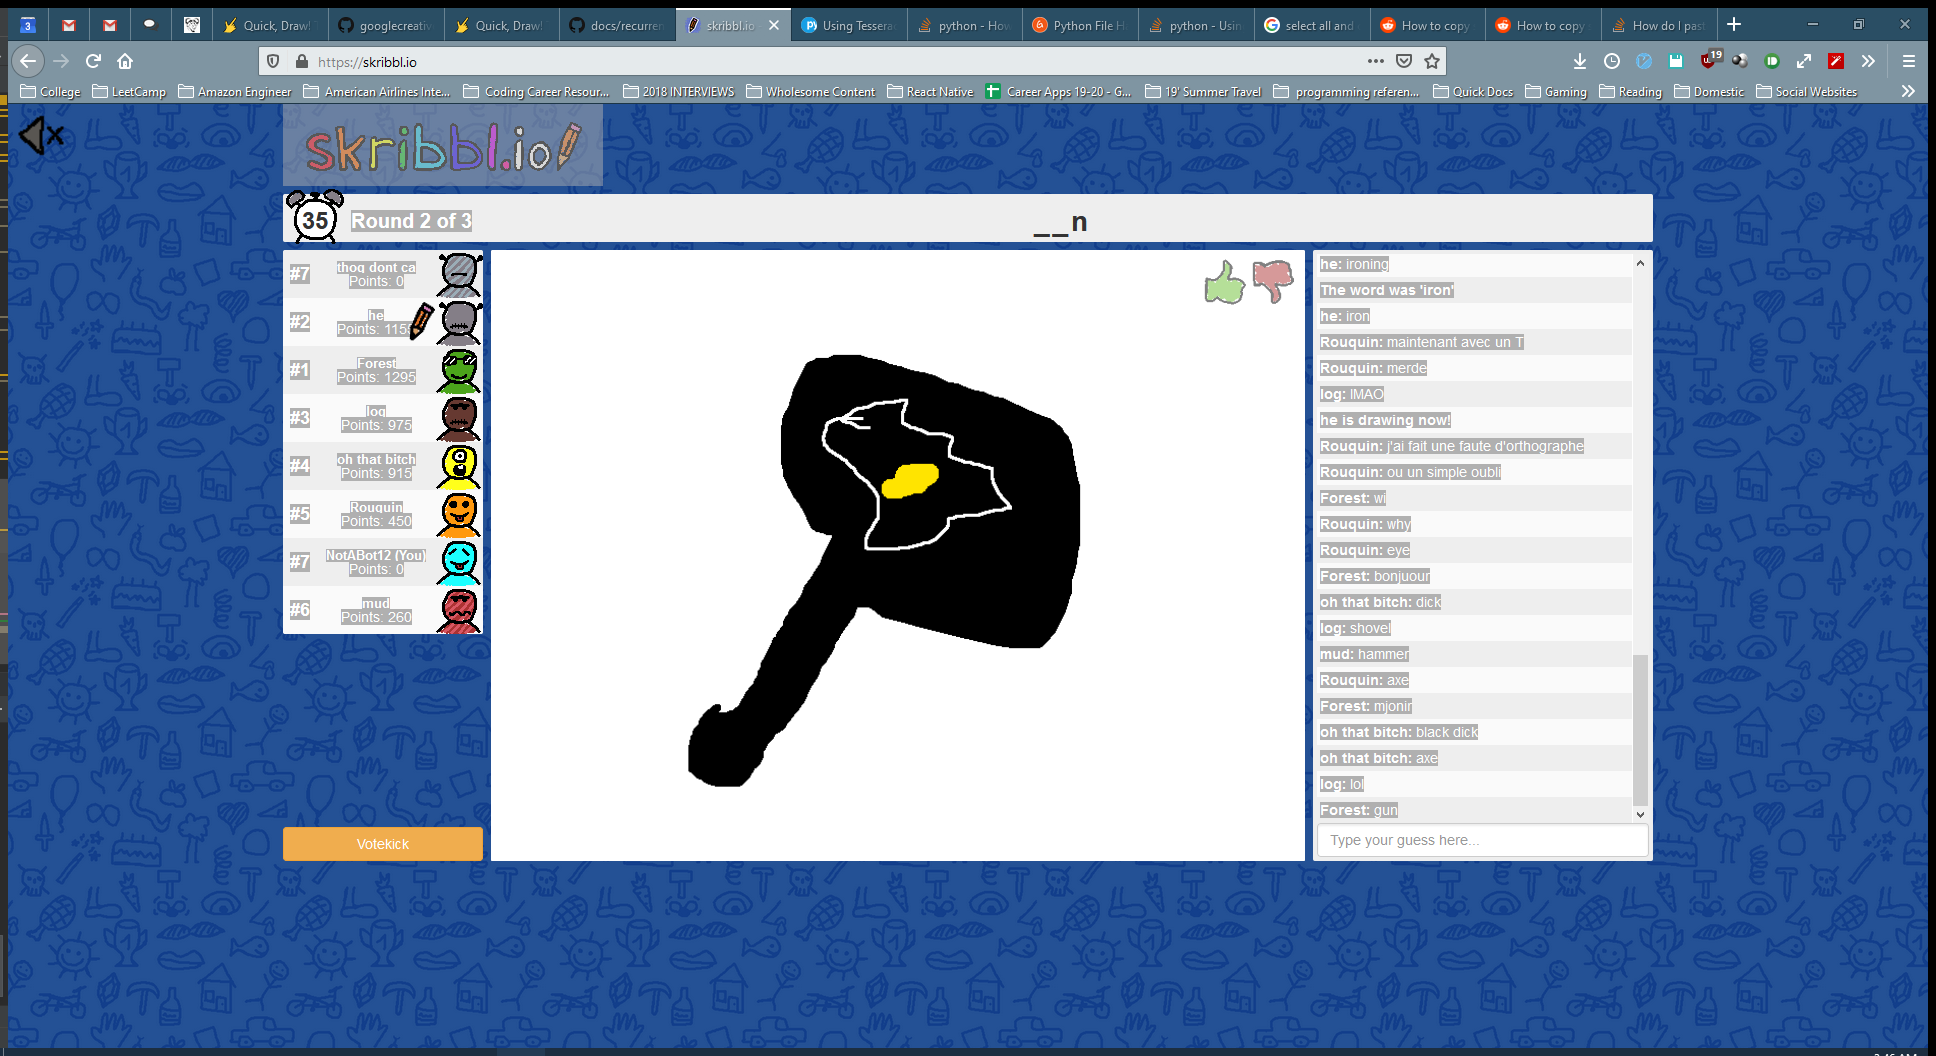 3
Quick, Draw!
googlecreativ
Quick, Draw!
docs/recurren
skribbl.io
Using Tessera
python - How
Python File H
python - Usin
select all and
How to copy
How to copy
How do I past
https://skribbl.io
19
College
LeetCamp
Amazon Engineer
American Airlines Inte...
Coding Career Resour...
2018 INTERVIEWS
Wholesome Content
React Native
Career Apps 19-20 - G...
19' Summer Travel
programming referen...
Quick Docs
Gaming
Reading
Domestic
Social Websites
skribbl.io
35
Round 2 of 3
__n
#7 thog dont ca
Points: 0
#2 he
Points: 115
#1 Forest
Points: 1295
#3 log
Points: 975
#4 oh that bitch
Points: 915
#5 Rouquin
Points: 450
#7 NotABot12 (You)
Points: 0
#6 mud
Points: 260
Votekick
he: ironing
The word was 'iron'
he: iron
Rouquin: maintenant avec un T
Rouquin: merde
log: lMAO
he is drawing now!
Rouquin: j'ai fait une faute d'orthographe
Rouquin: ou un simple oubli
Forest: wi
Rouquin: why
Rouquin: eye
Forest: bonjuour
oh that bitch: dick
log: shovel
mud: hammer
Rouquin: axe
Forest: mjonir
oh that bitch: black dick
oh that bitch: axe
log: lol
Forest: gun
Type your guess here...